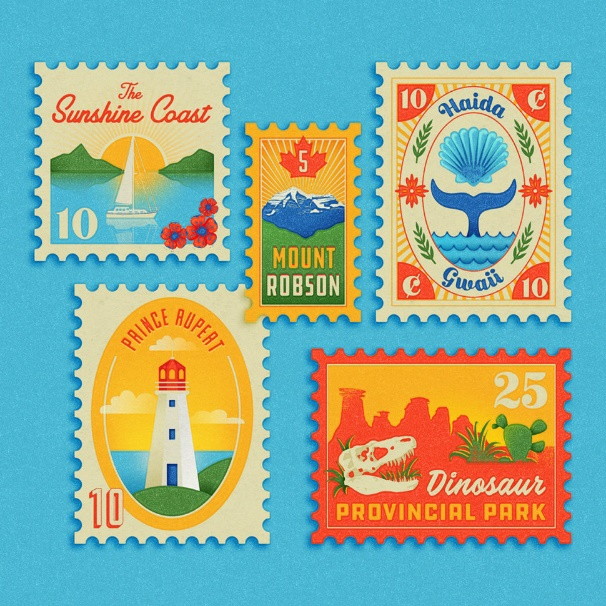 The
Sunshine Coast
10
5
MOUNT
ROBSON
10 ¢
Haida
Gwaii
¢ 10
PRINCE RUPERT
10
25
Dinosaur
PROVINCIAL PARK